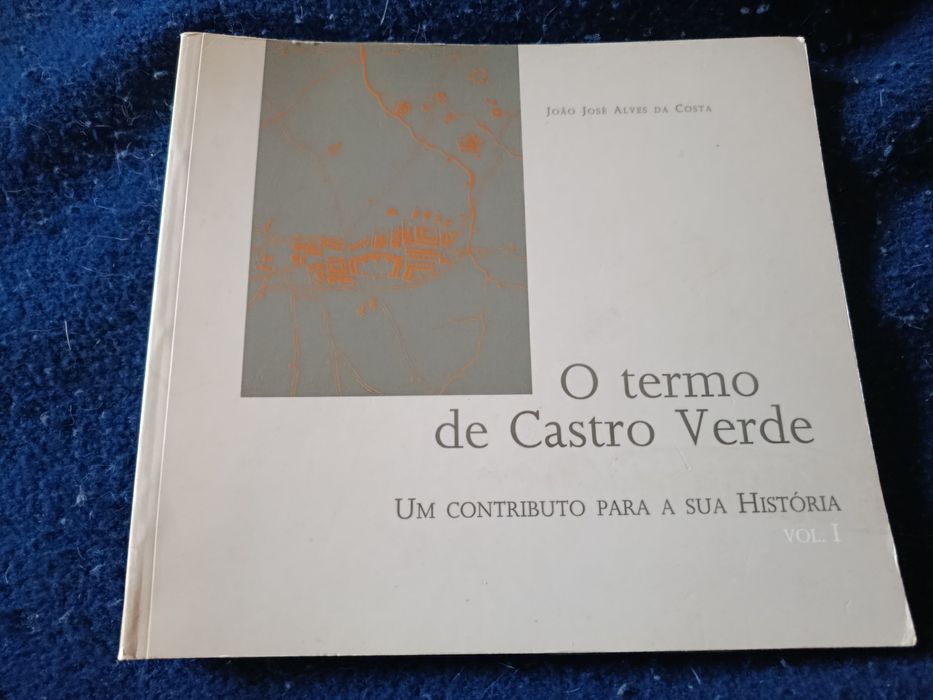 João José Alves da Costa
O termo
de Castro Verde
Um contributo para a sua História
vol. I